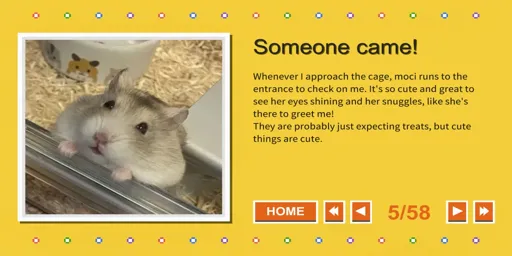 Someone came!
Whenever I approach the cage, moci runs to the
entrance to check on me. It's so cute and great to
see her eyes shining and her snuggles, like she's
there to greet me!
They are probably just expecting treats, but cute
things are cute.
HOME
5/58